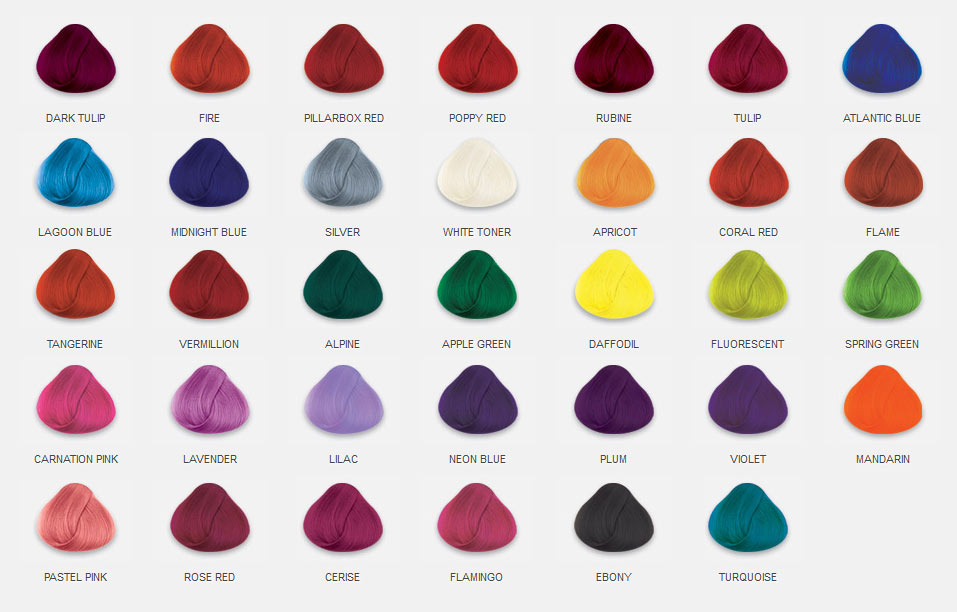 DARK TULIP
FIRE
PILLARBOX RED
POPPY RED
RUBINE
TULIP
ATLANTIC BLUE
LAGOON BLUE
MIDNIGHT BLUE
SILVER
WHITE TONER
APRICOT
CORAL RED
FLAME
TANGERINE
VERMILLION
ALPINE
APPLE GREEN
DAFFODIL
FLUORESCENT
SPRING GREEN
CARNATION PINK
LAVENDER
LILAC
NEON BLUE
PLUM
VIOLET
MANDARIN
PASTEL PINK
ROSE RED
CERISE
FLAMINGO
EBONY
TURQUOISE